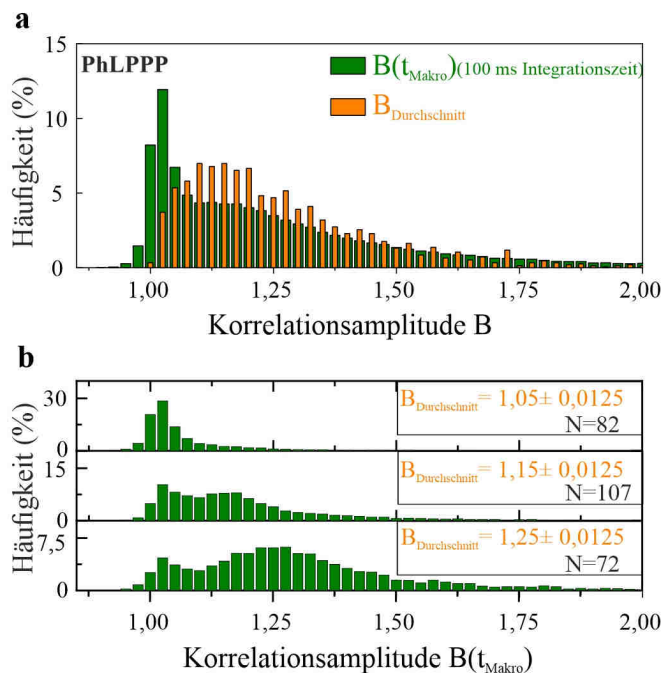 a
15
10
5
0
Häufigkeit (%)
PhLPPP
B(tMakro) (100 ms Integrationszeit)
BDurchschnitt
1,00 1,25 1,50 1,75 2,00
Korrelationsamplitude B
b
30
0
15
0
7,5
0
Häufigkeit (%)
BDurchschnitt= 1,05± 0,0125
N=82
BDurchschnitt= 1,15± 0,0125
N=107
BDurchschnitt= 1,25± 0,0125
N=72
1,00 1,25 1,50 1,75 2,00
Korrelationsamplitude B(tMakro)